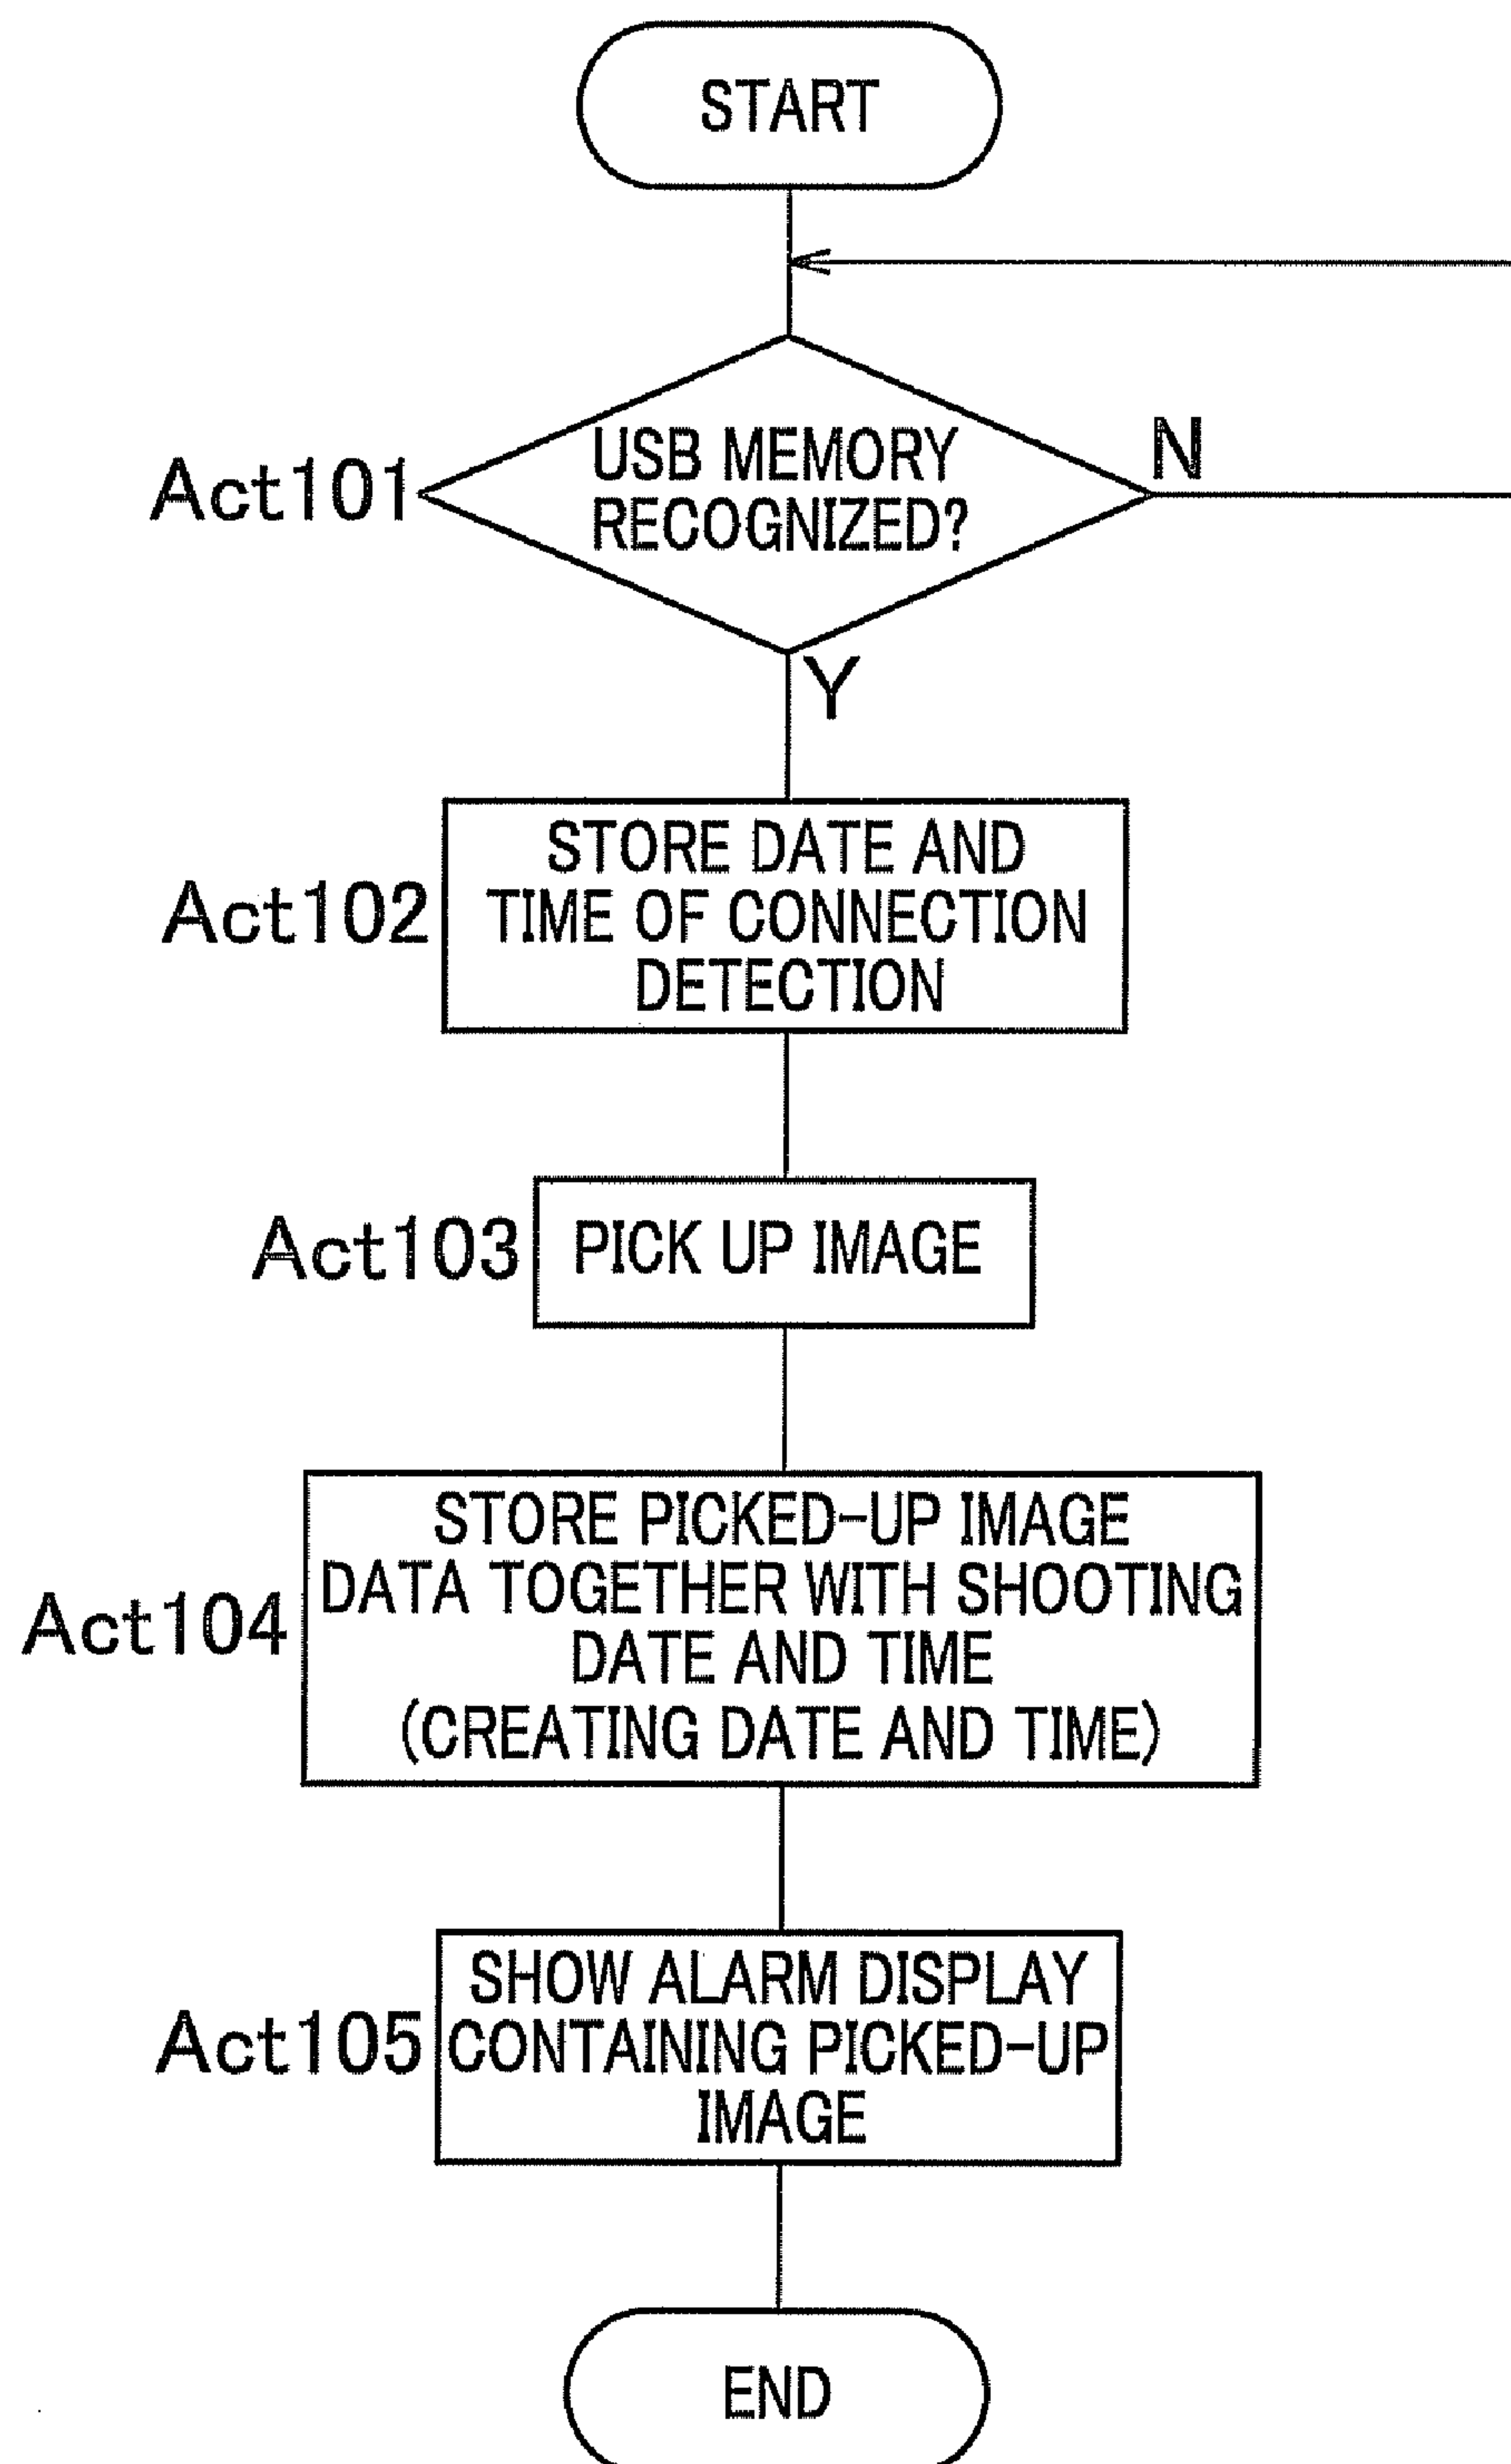 START
Act101
USB MEMORY
RECOGNIZED?
N
Y
Act102
STORE DATE AND
TIME OF CONNECTION
DETECTION
Act103
PICK UP IMAGE
Act104
STORE PICKED-UP IMAGE
DATA TOGETHER WITH SHOOTING
DATE AND TIME
(CREATING DATE AND TIME)
Act105
SHOW ALARM DISPLAY
CONTAINING PICKED-UP
IMAGE
END